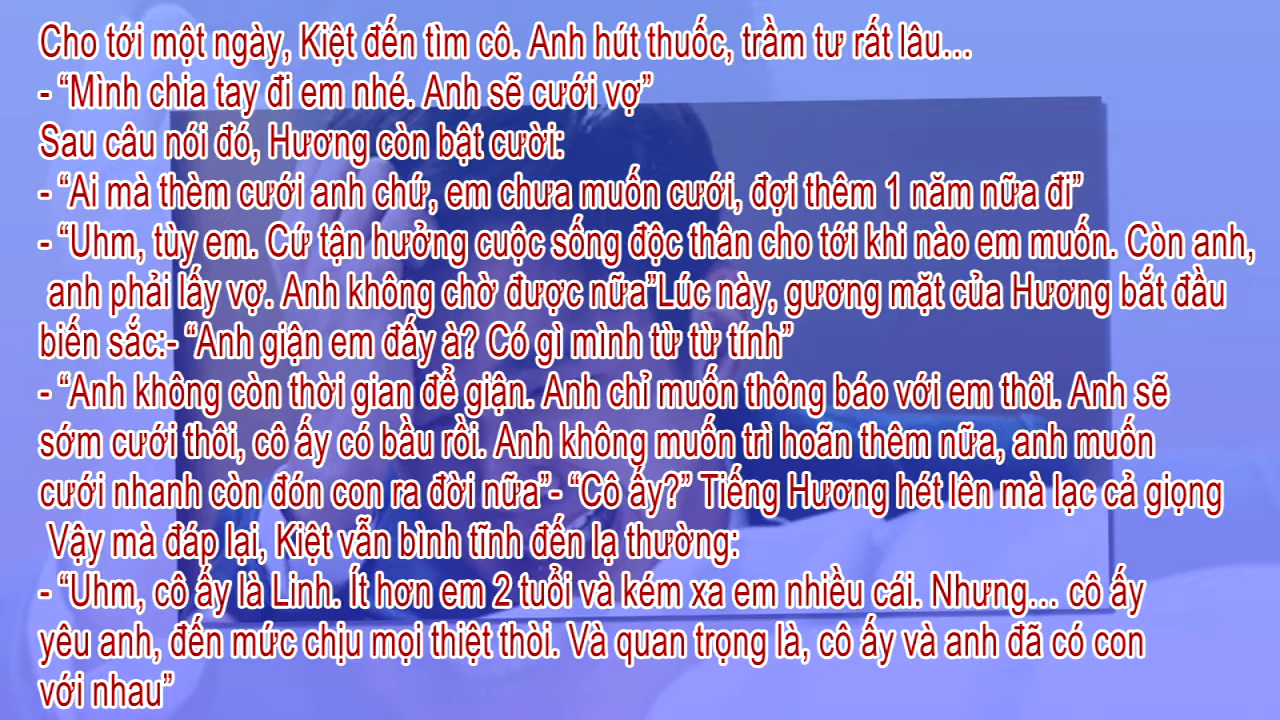 Cho tới một ngày, Kiệt đến tìm cô. Anh hút thuốc, trầm tư rất lâu...
- “Mình chia tay đi em nhé. Anh sẽ cưới vợ”
Sau câu nói đó, Hương còn bật cười:
- “Ai mà thèm cưới anh chứ, em chưa muốn cưới, đợi thêm 1 năm nữa đi”
- “Uhm, tùy em. Cứ tận hưởng cuộc sống độc thân cho tới khi nào em muốn. Còn anh,
anh phải lấy vợ. Anh không chờ được nữa”Lúc này, gương mặt của Hương bắt đầu
biến sắc:- “Anh giận em đấy à? Có gì mình từ từ tính”
- “Anh không còn thời gian để giận. Anh chỉ muốn thông báo với em thôi. Anh sẽ
sớm cưới thôi, cô ấy có bầu rồi. Anh không muốn trì hoãn thêm nữa, anh muốn
cưới nhanh còn đón con ra đời nữa”- “Cô ấy?” Tiếng Hương hét lên mà lạc cả giọng
Vậy mà đáp lại, Kiệt vẫn bình tĩnh đến lạ thường:
- “Uhm, cô ấy là Linh. Ít hơn em 2 tuổi và kém xa em nhiều cái. Nhưng... cô ấy
yêu anh, đến mức chịu mọi thiệt thòi. Và quan trọng là, cô ấy và anh đã có con
với nhau”